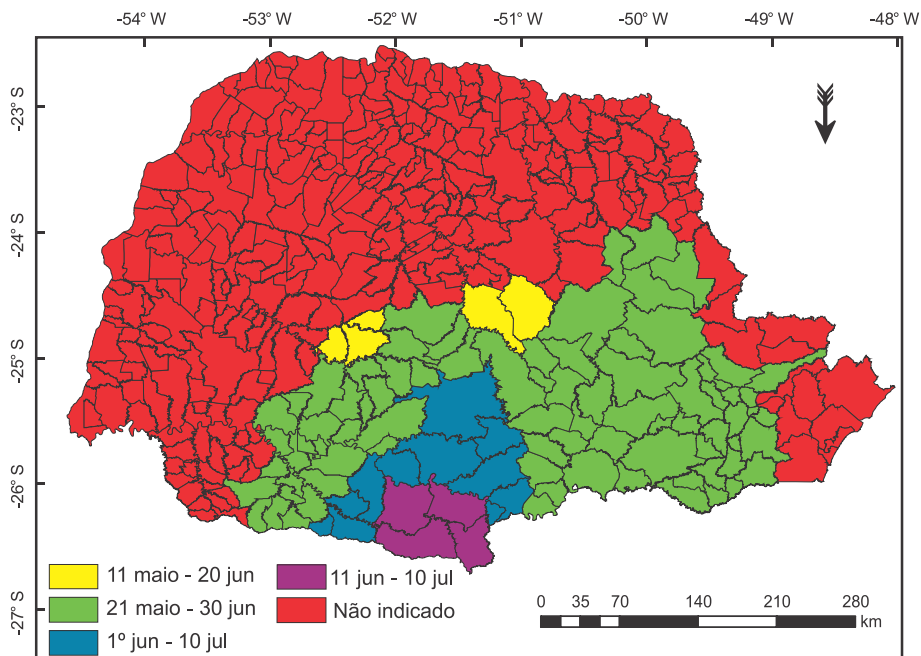 -54° W -53° W -52° W -51° W -50° W -49° W -48° W
-23° S
-24° S
-25° S
-26° S
-27° S
11 maio - 20 jun
21 maio - 30 jun
1º jun - 10 jul
11 jun - 10 jul
Não indicado
0 35 70 140 210 280
km